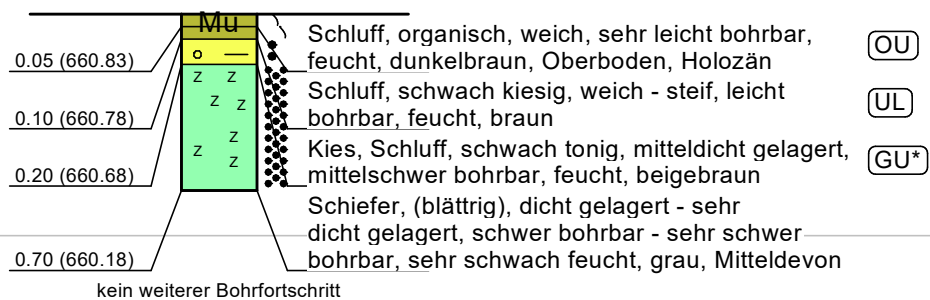 Mu
Schluff, organisch, weich, sehr leicht bohrbar,
OU
0.05 (660.83)
feucht, dunkelbraun, Oberboden, Holozän
Schluff, schwach kiesig, weich - steif, leicht
UL
0.10 (660.78)
bohrbar, feucht, braun
Kies, Schluff, schwach tonig, mitteldicht gelagert,
GU*
0.20 (660.68)
mittelschwer bohrbar, feucht, beigebraun
Schiefer, (blättrig), dicht gelagert - sehr
dicht gelagert, schwer bohrbar - sehr schwer
0.70 (660.18)
bohrbar, sehr schwach feucht, grau, Mitteldevon
kein weiterer Bohrfortschritt
z z
z z
z
z
z